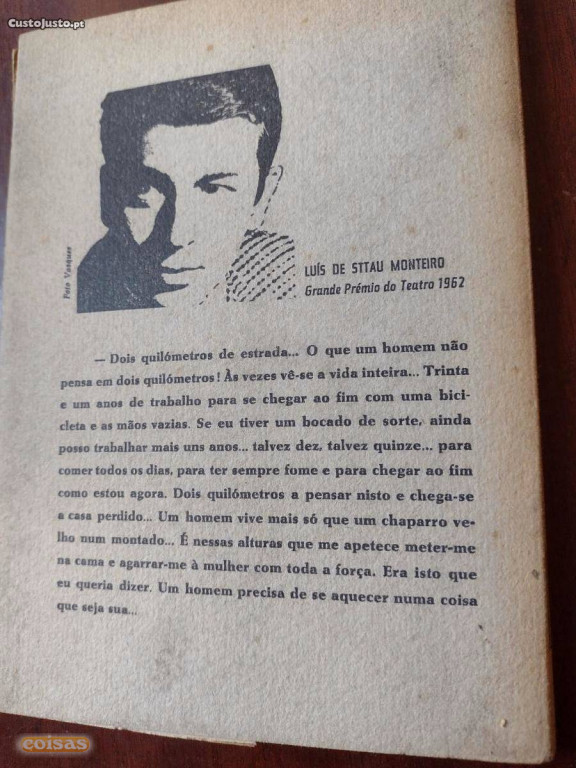 CustoJusto.pt
Foto Vasques
LUÍS DE STTAU MONTEIRO
Grande Prémio do Teatro 1962
— Dois quilómetros de estrada... O que um homem não
pensa em dois quilómetros! Às vezes vê-se a vida inteira... Trinta
e um anos de trabalho para se chegar ao fim com uma bici-
cleta e as mãos vazias. Se eu tiver um bocado de sorte, ainda
posso trabalhar mais uns anos... talvez dez, talvez quinze... para
comer todos os dias, para ter sempre fome e para chegar ao fim
como estou agora. Dois quilómetros a pensar nisto e chega-se
a casa perdido... Um homem vive mais só que um chaparro ve-
lho num montado... É nessas alturas que me apetece meter-me
na cama e agarrar-me à mulher com toda a força. Era isto que
eu queria dizer. Um homem precisa de se aquecer numa coisa
que seja sua...
coisas